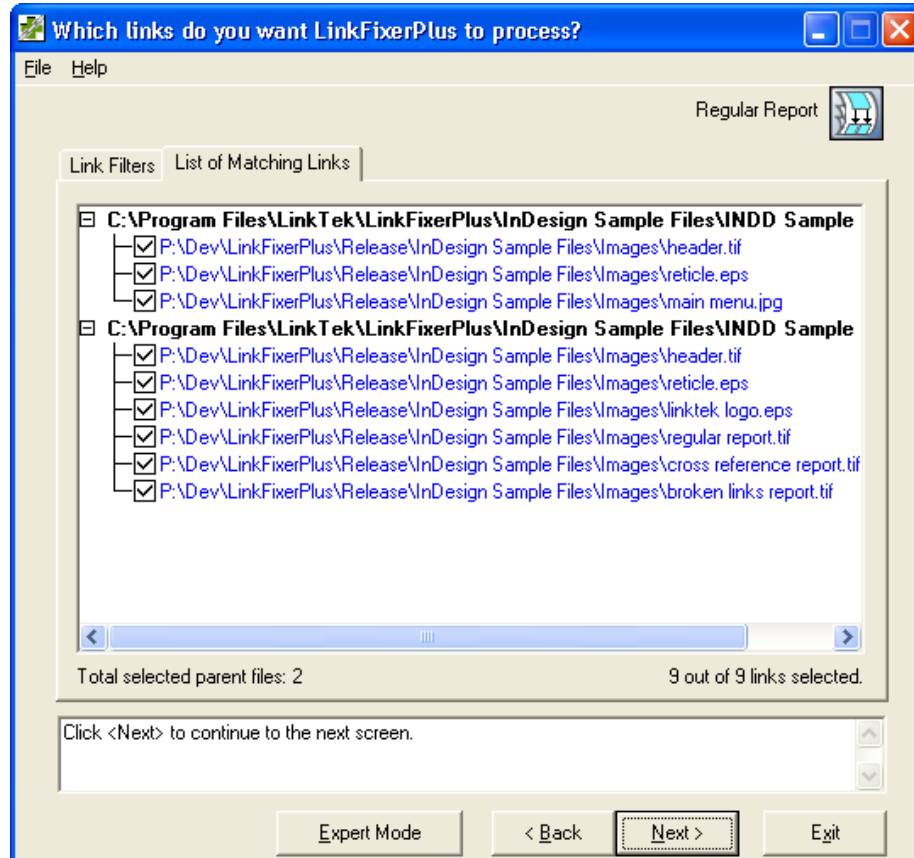 Which links do you want LinkFixerPlus to process?
File Help
Regular Report
Link Filters List of Matching Links
C:\Program Files\LinkTek\LinkFixerPlus\InDesign Sample Files\INDD Sample
P:\Dev\LinkFixerPlus\Release\InDesign Sample Files\Images\header.tif
P:\Dev\LinkFixerPlus\Release\InDesign Sample Files\Images\reticle.eps
P:\Dev\LinkFixerPlus\Release\InDesign Sample Files\Images\main menu.jpg
C:\Program Files\LinkTek\LinkFixerPlus\InDesign Sample Files\INDD Sample
P:\Dev\LinkFixerPlus\Release\InDesign Sample Files\Images\header.tif
P:\Dev\LinkFixerPlus\Release\InDesign Sample Files\Images\reticle.eps
P:\Dev\LinkFixerPlus\Release\InDesign Sample Files\Images\linktek logo.eps
P:\Dev\LinkFixerPlus\Release\InDesign Sample Files\Images\regular report.tif
P:\Dev\LinkFixerPlus\Release\InDesign Sample Files\Images\cross reference report.tif
P:\Dev\LinkFixerPlus\Release\InDesign Sample Files\Images\broken links report.tif
Total selected parent files: 2 9 out of 9 links selected.
Click <Next> to continue to the next screen.
Expert Mode < Back Next > Exit